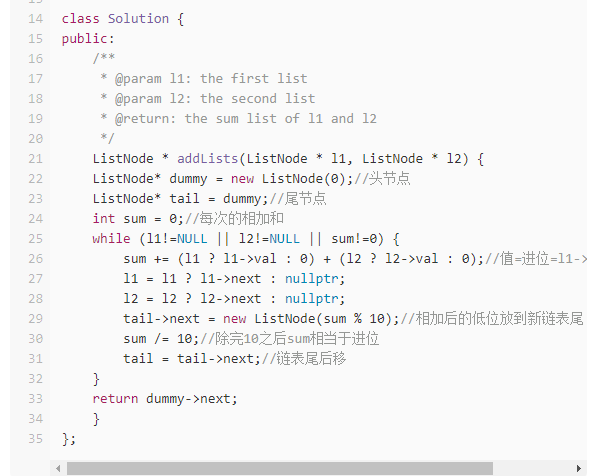 14 class Solution {
15 public:
16     /**
17      * @param l1: the first list
18      * @param l2: the second list
19      * @return: the sum list of l1 and l2
20      */
21     ListNode * addLists(ListNode * l1, ListNode * l2) {
22     ListNode* dummy = new ListNode(0);//头节点
23     ListNode* tail = dummy;//尾节点
24     int sum = 0;//每次的相加和
25     while (l1!=NULL || l2!=NULL || sum!=0) {
26         sum += (l1 ? l1->val : 0) + (l2 ? l2->val : 0);//值=进位=l1->
27         l1 = l1 ? l1->next : nullptr;
28         l2 = l2 ? l2->next : nullptr;
29         tail->next = new ListNode(sum % 10);//相加后的低位放到新链表尾
30         sum /= 10;//除完10之后sum相当于进位
31         tail = tail->next;//链表尾后移
32     }
33     return dummy->next;
34     }
35 };